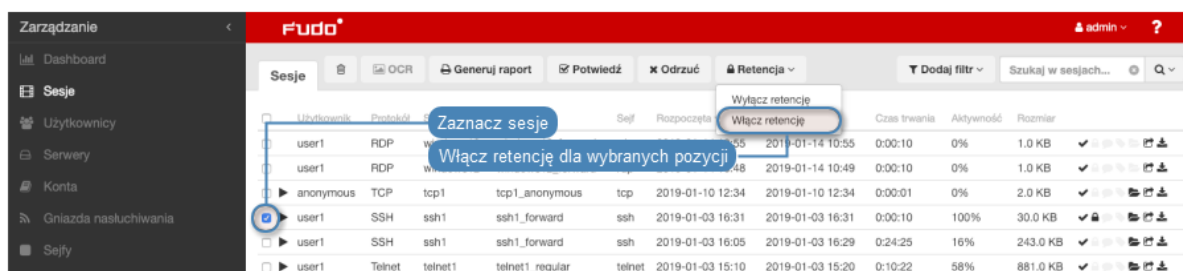 Zarządzanie
FUDO
admin
?
Dashboard
Sesje
Użytkownicy
Serwery
Konta
Gniazda nasłuchiwania
Sejfy
Sesje OCR Generuj raport Potwiedź Odrzuć Retencja Dodaj filtr Szukaj w sesjach...
Wyłącz retencję
Włącz retencję
Użytkownik Protokół Sejf Rozpoczęta Czas trwania Aktywność Rozmiar
Zaznacz sesję
Włącz retencję dla wybranych pozycji
user1 RDP 2019-01-14 10:55 0:00:10 0% 1.0 KB
user1 RDP 2019-01-14 10:49 0:00:10 0% 1.0 KB
anonymous TCP tcp1 tcp1_anonymous tcp 2019-01-10 12:34 2019-01-10 12:34 0:00:01 0% 2.0 KB
user1 SSH ssh1 ssh1_forward ssh 2019-01-03 16:31 2019-01-03 16:31 0:00:10 100% 30.0 KB
user1 SSH ssh1 ssh1_forward ssh 2019-01-03 16:05 2019-01-03 16:29 0:24:25 16% 243.0 KB
user1 Telnet telnet1 telnet1_regular telnet 2019-01-03 15:10 2019-01-03 15:20 0:10:22 58% 881.0 KB